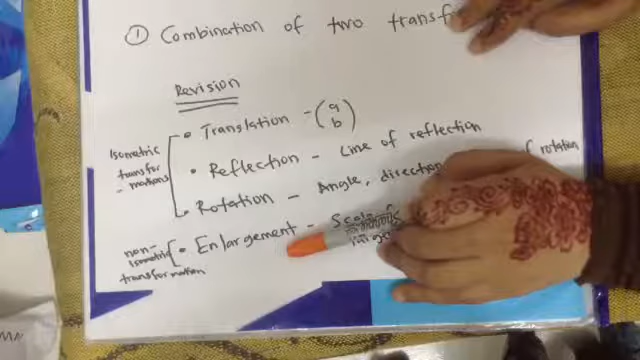 ① Combination of two transf
Revision
Isometric transfor-mations
• Translation - (a b)
• Reflection - Line of reflection
• Rotation - Angle, direction of rotation
non-isometric transformation
• Enlargement -